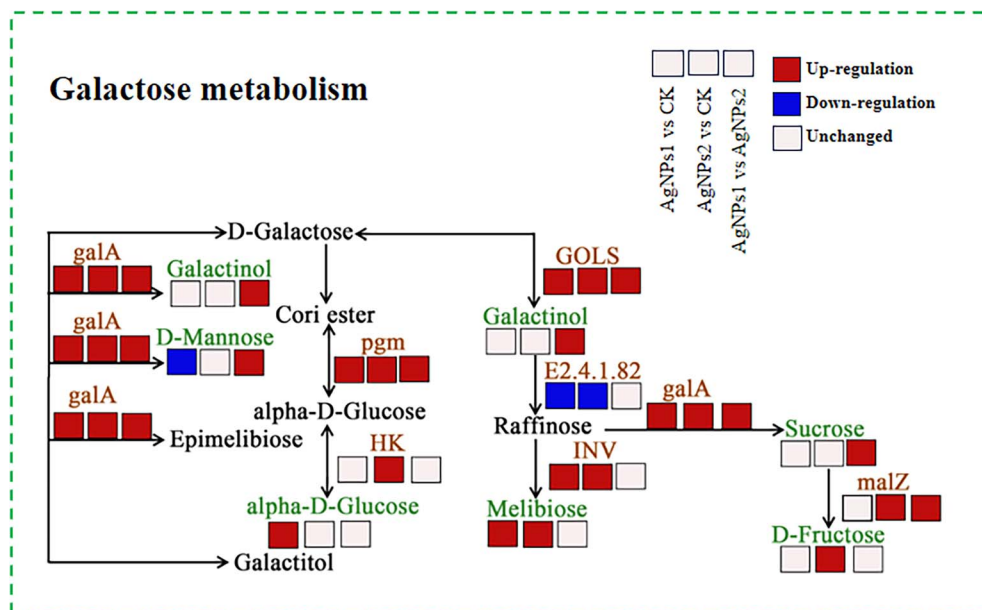 Galactose metabolism
AgNPs1 vs CK
AgNPs2 vs CK
AgNPs1 vs AgNPs2
Up-regulation
Down-regulation
Unchanged
D-Galactose
galA
Galactinol
GOLS
Cori ester
Galactinol
galA
D-Mannose
pgm
E2.4.1.82
galA
galA
alpha-D-Glucose
Epimelibiose
Raffinose
Sucrose
HK
INV
malZ
alpha-D-Glucose
Melibiose
D-Fructose
Galactitol